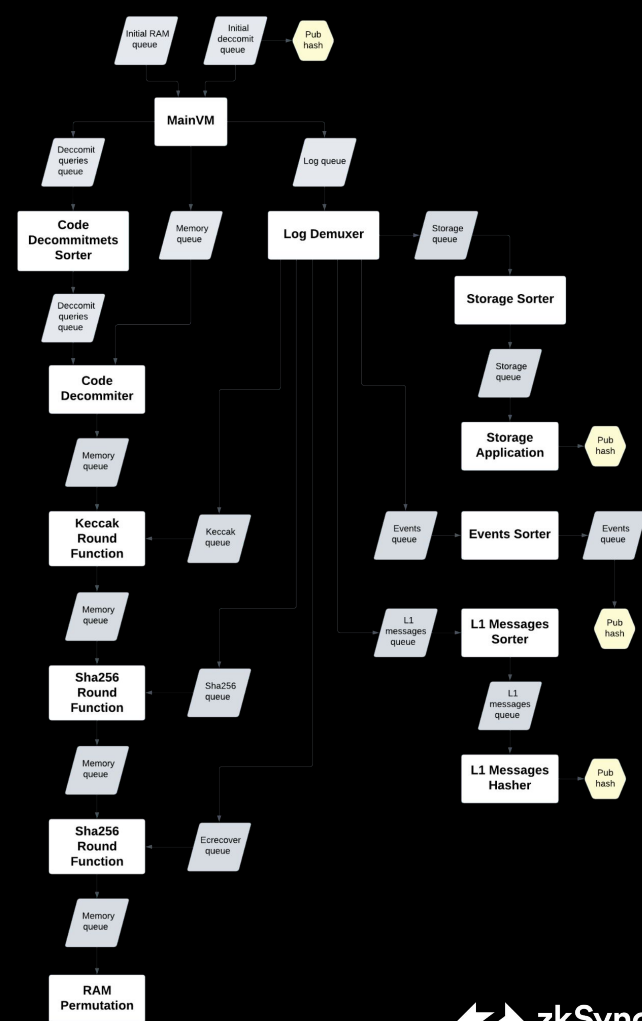 Initial RAM
queue
Initial
deccomit
queue
Pub
hash
MainVM
Deccomit
queries
queue
Log queue
Code
Decommitmets
Sorter
Memory
queue
Log Demuxer
Storage
queue
Storage Sorter
Deccomit
queries
queue
Storage
queue
Code
Decommiter
Storage
Application
Pub
hash
Memory
queue
Keccak
Round
Function
Keccak
queue
Events
queue
Events Sorter
Events
queue
Memory
queue
L1
messages
queue
L1 Messages
Sorter
Pub
hash
Sha256
Round
Function
Sha256
queue
L1
messages
queue
Memory
queue
L1 Messages
Hasher
Pub
hash
Sha256
Round
Function
Ecrecover
queue
Memory
queue
RAM
Permutation
zkSync